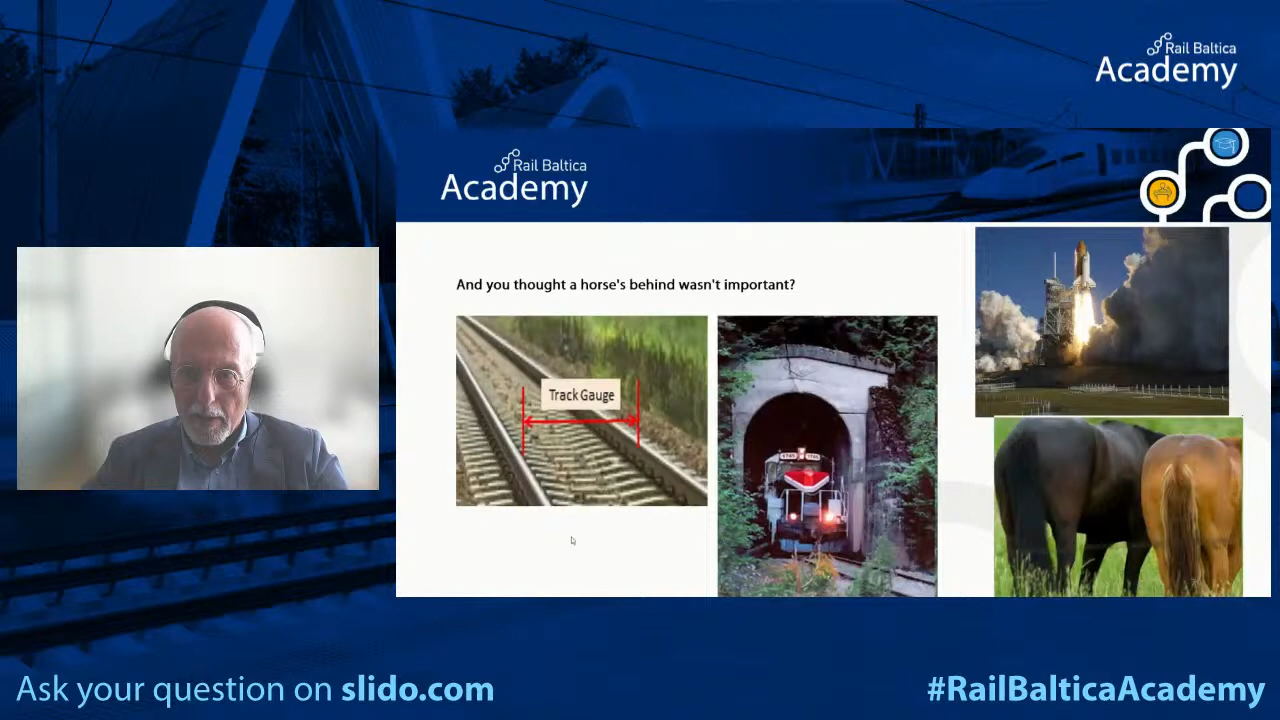 Rail Baltica
Academy
Rail Baltica
Academy
And you thought a horse's behind wasn't important?
Track Gauge
Ask your question on slido.com
#RailBalticaAcademy